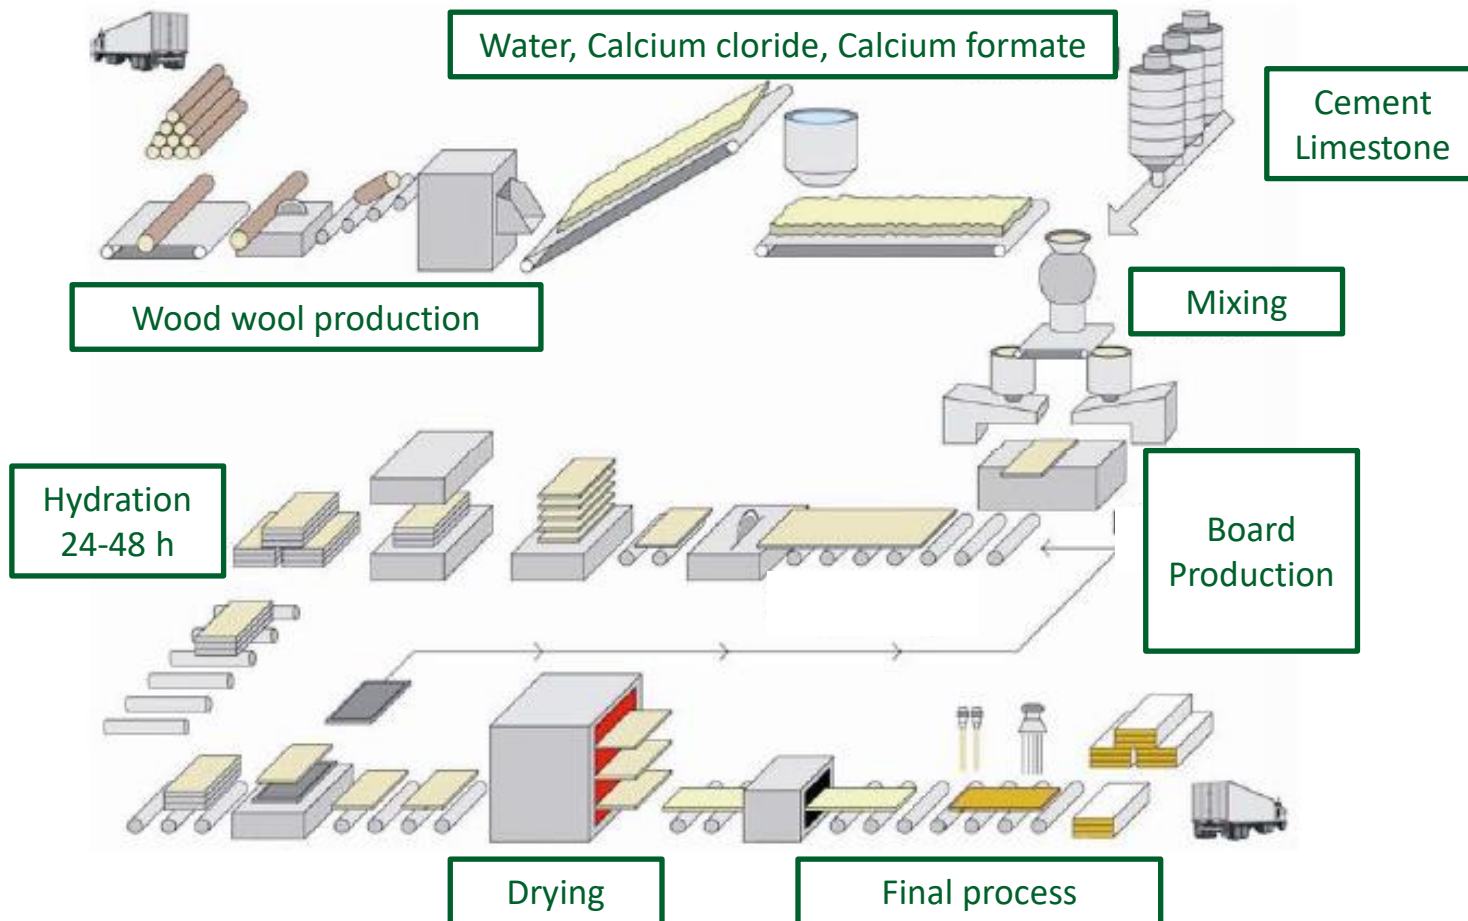 Water, Calcium cloride, Calcium formate
Cement
Limestone
Wood wool production
Mixing
Hydration
24-48 h
Board
Production
Drying
Final process